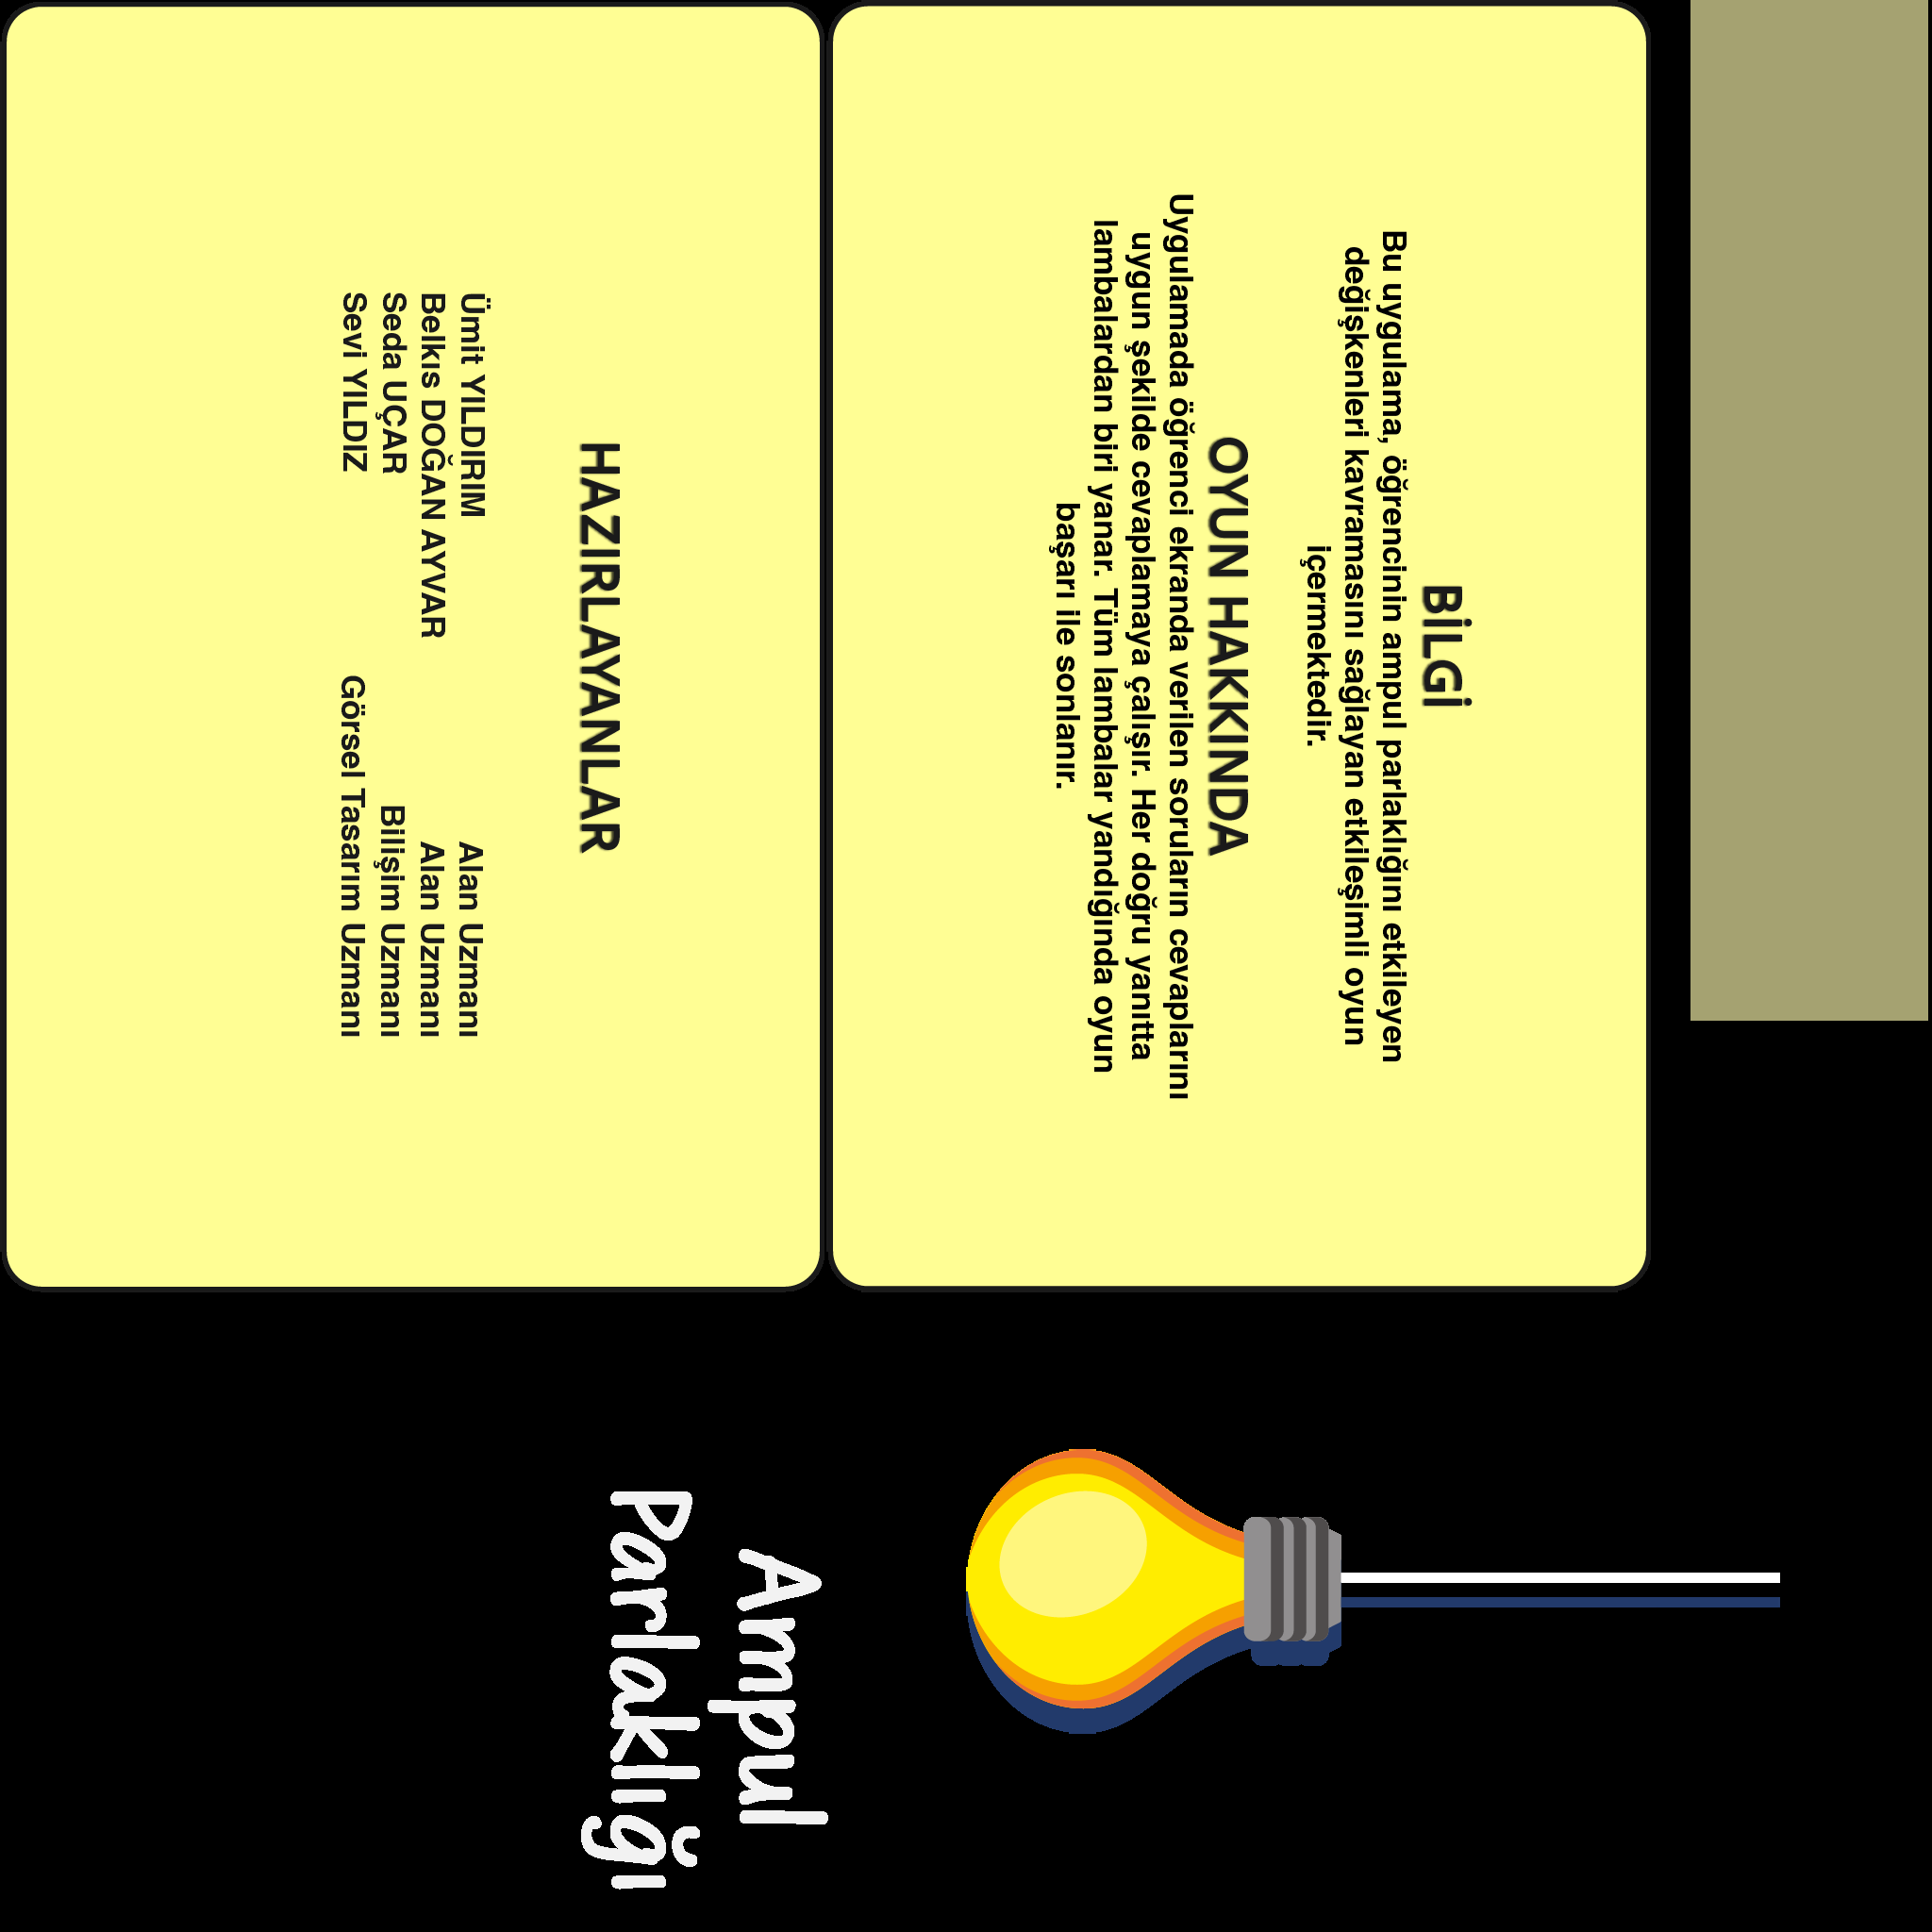 BİLGİ
Bu uygulama, öğrencinin ampul parlaklığını etkileyen
değişkenleri kavramasını sağlayan etkileşimli oyun
içermektedir.
OYUN HAKKINDA
Uygulamada öğrenci ekranda verilen soruların cevaplarını
uygun şekilde cevaplamaya çalışır. Her doğru yanıtta
lambalardan biri yanar. Tüm lambalar yandığında oyun
başarı ile sonlanır.
HAZIRLAYANLAR
Ümit YILDIRIM Alan Uzmanı
Belkıs DOĞAN AYVAR Alan Uzmanı
Seda UÇAR Bilişim Uzmanı
Sevi YILDIZ Görsel Tasarım Uzmanı
Ampul
Parlaklığı